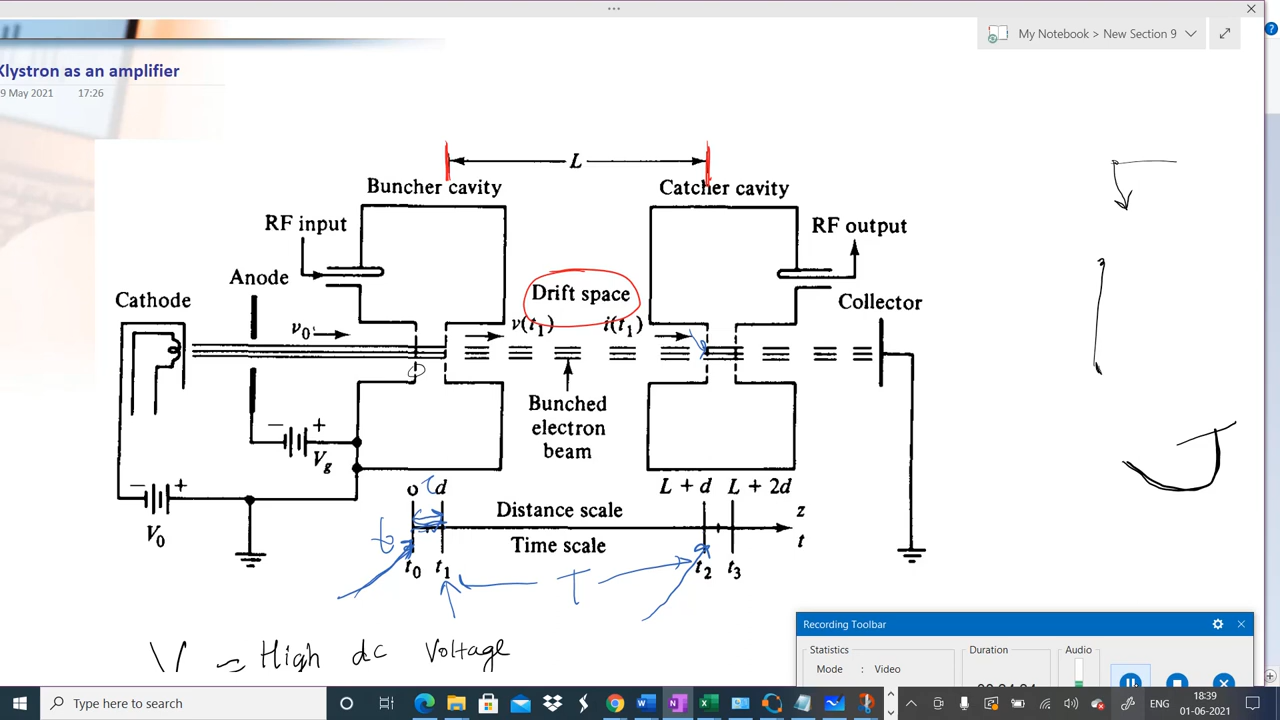 My Notebook > New Section 9
Klystron as an amplifier
9 May 2021 17:26
L
Buncher cavity
Catcher cavity
RF input
RF output
Anode
Drift space
Cathode
Collector
v0
v(t1)
i(t1)
Bunched
electron
beam
− +
Vg
− +
V0
0 τ d
L + d L + 2d
Distance scale
z
Time scale
t
t0 t1
T
t2 t3
High dc Voltage
Recording Toolbar
Statistics
Duration
Audio
Mode : Video
Type here to search
ENG
18:39
ENGLISH
01-06-2021